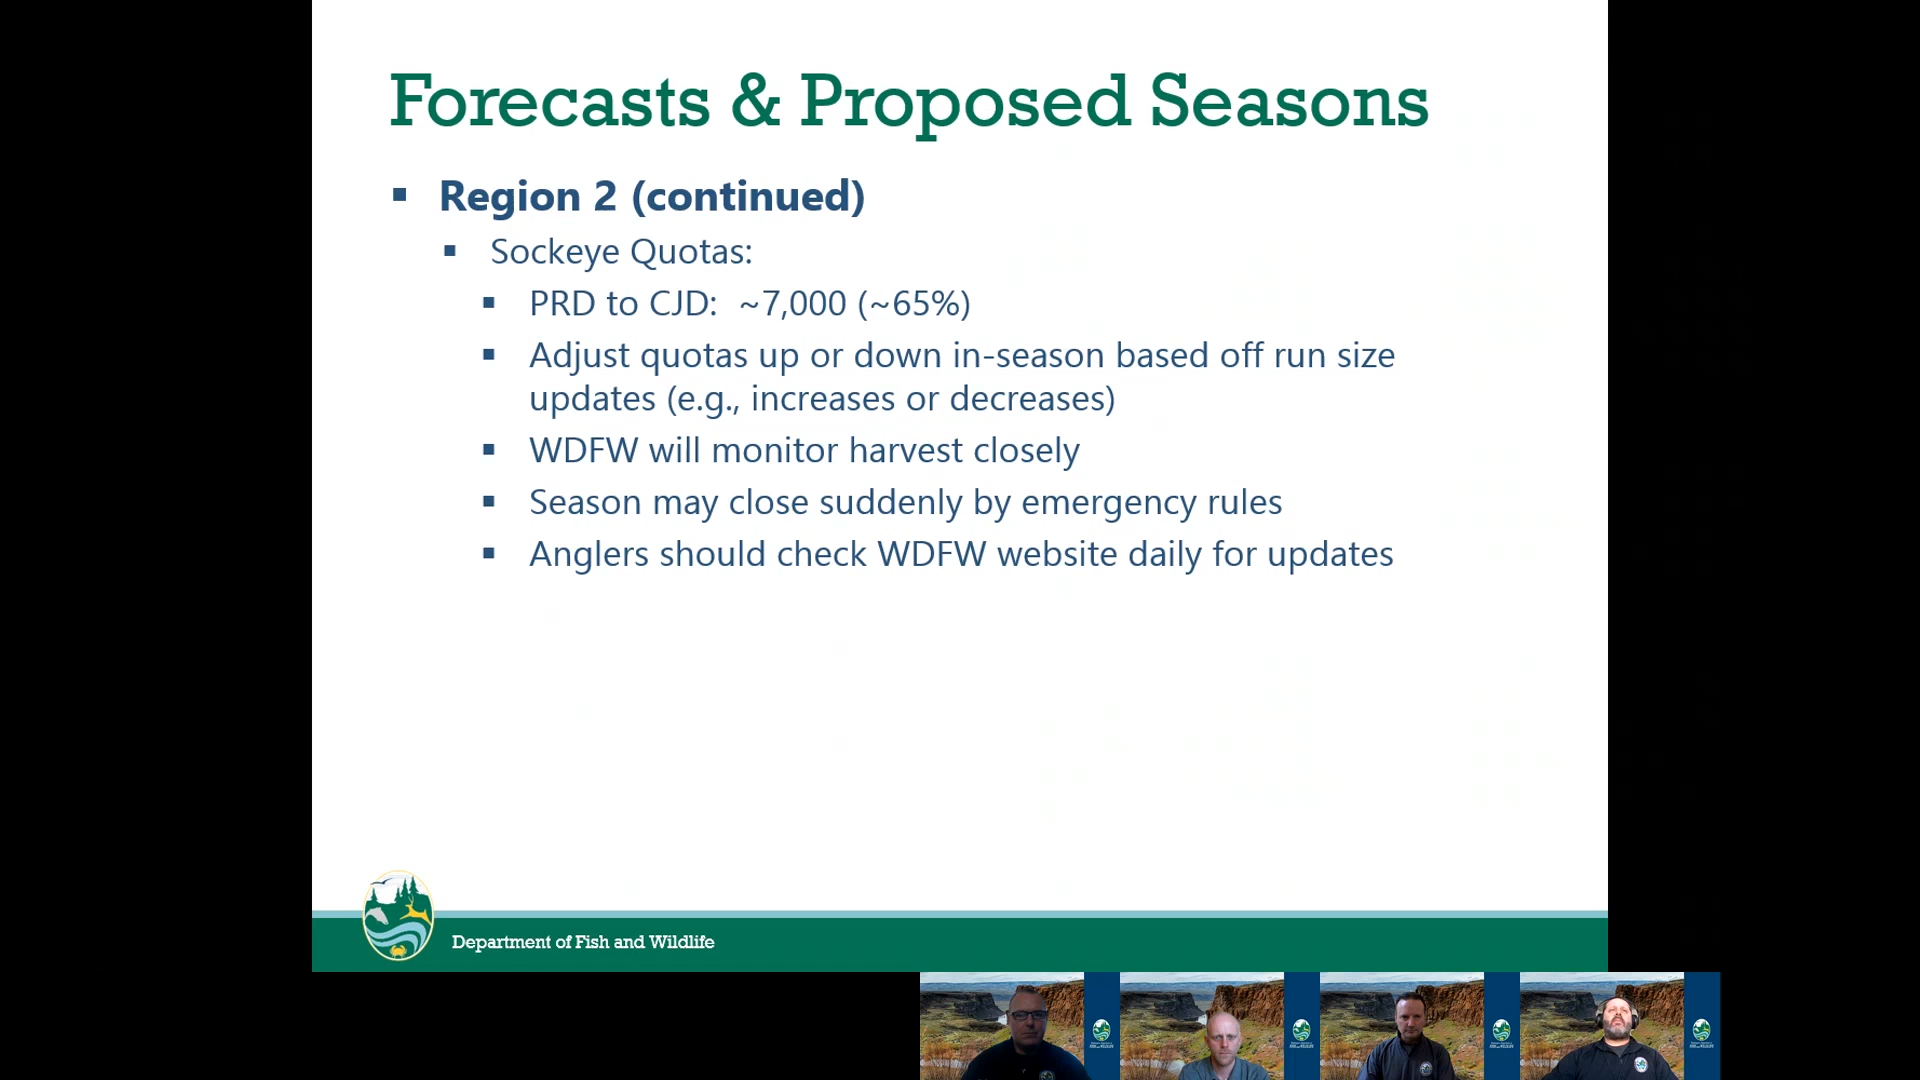 Forecasts & Proposed Seasons
▪ Region 2 (continued)
▪ Sockeye Quotas:
▪ PRD to CJD: ~7,000 (~65%)
▪ Adjust quotas up or down in-season based off run size
updates (e.g., increases or decreases)
▪ WDFW will monitor harvest closely
▪ Season may close suddenly by emergency rules
▪ Anglers should check WDFW website daily for updates
Department of Fish and Wildlife